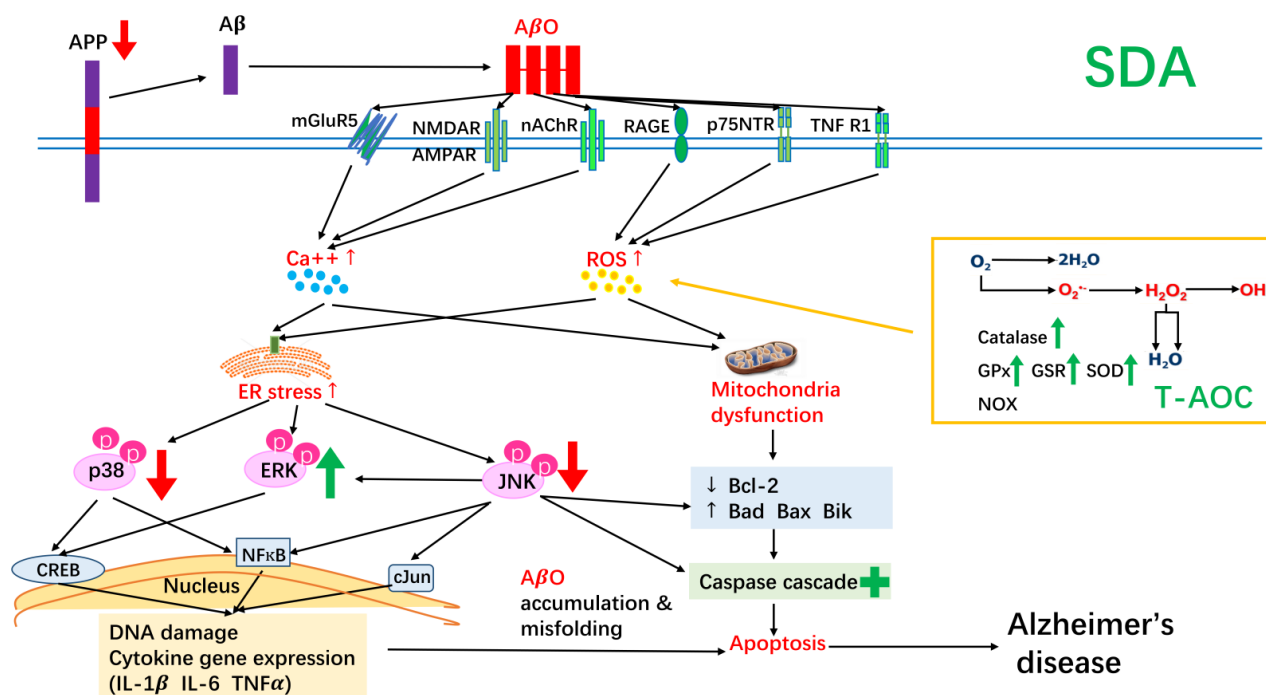 APP
Aβ
AβO
SDA
mGluR5
NMDAR
AMPAR
nAChR
RAGE
p75NTR
TNF R1
Ca++ ↑
ROS ↑
O₂
2H₂O
O₂•-
H₂O₂
OH
H₂O
Catalase
GPx
GSR
SOD
NOX
T-AOC
ER stress ↑
Mitochondria
dysfunction
p
p
p38
p
p
ERK
p
p
JNK
↓ Bcl-2
↑ Bad Bax Bik
CREB
NFκB
cJun
Nucleus
Caspase cascade
AβO
accumulation &
misfolding
DNA damage
Cytokine gene expression
(IL-1β IL-6 TNFα)
Apoptosis
Alzheimer's
disease